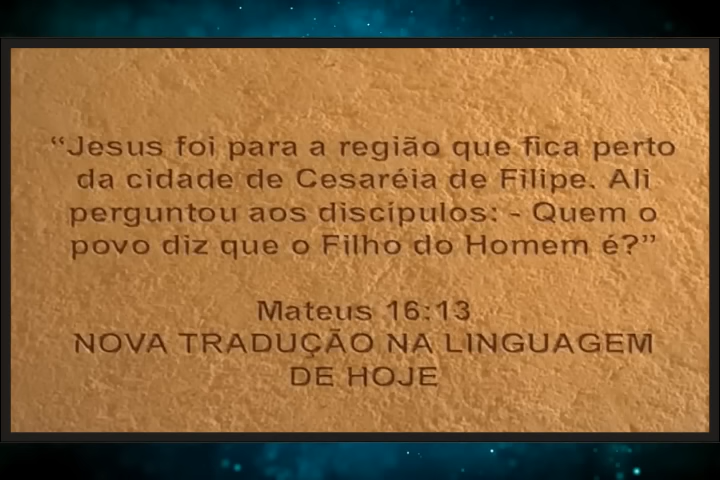 “Jesus foi para a região que fica perto
da cidade de Cesaréia de Filipe. Ali
perguntou aos discípulos: - Quem o
povo diz que o Filho do Homem é?”
Mateus 16:13
NOVA TRADUÇÃO NA LINGUAGEM
DE HOJE